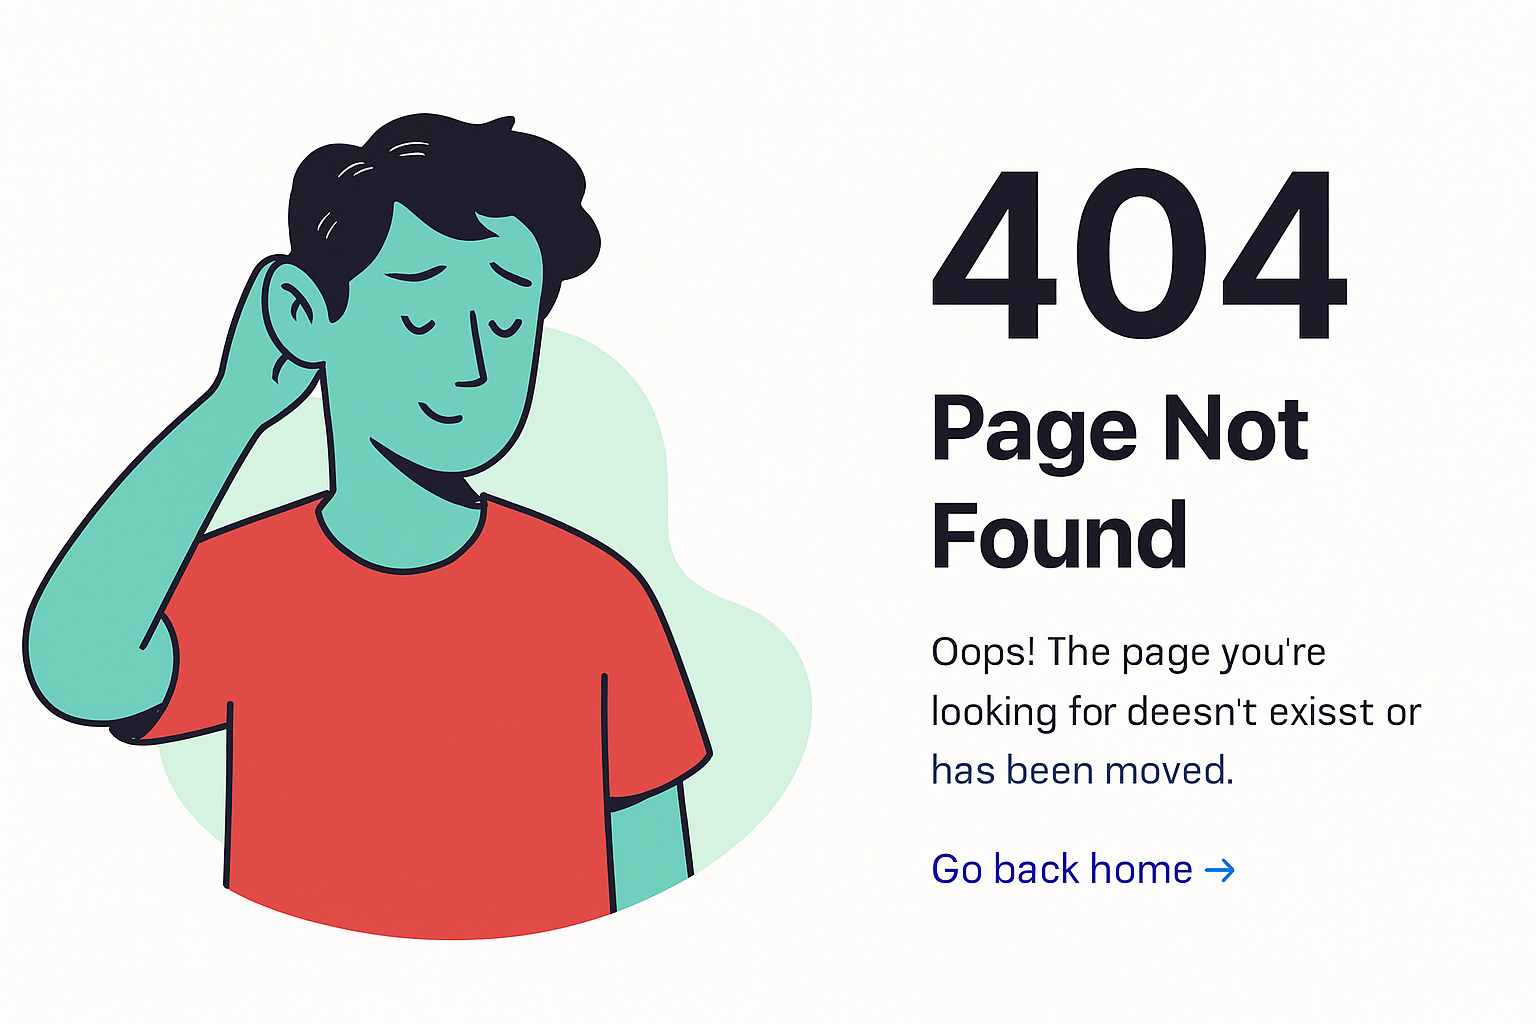 404
Page Not
Found
Oops! The page you're
looking for deesn't exisst or
has been moved.
Go back home →